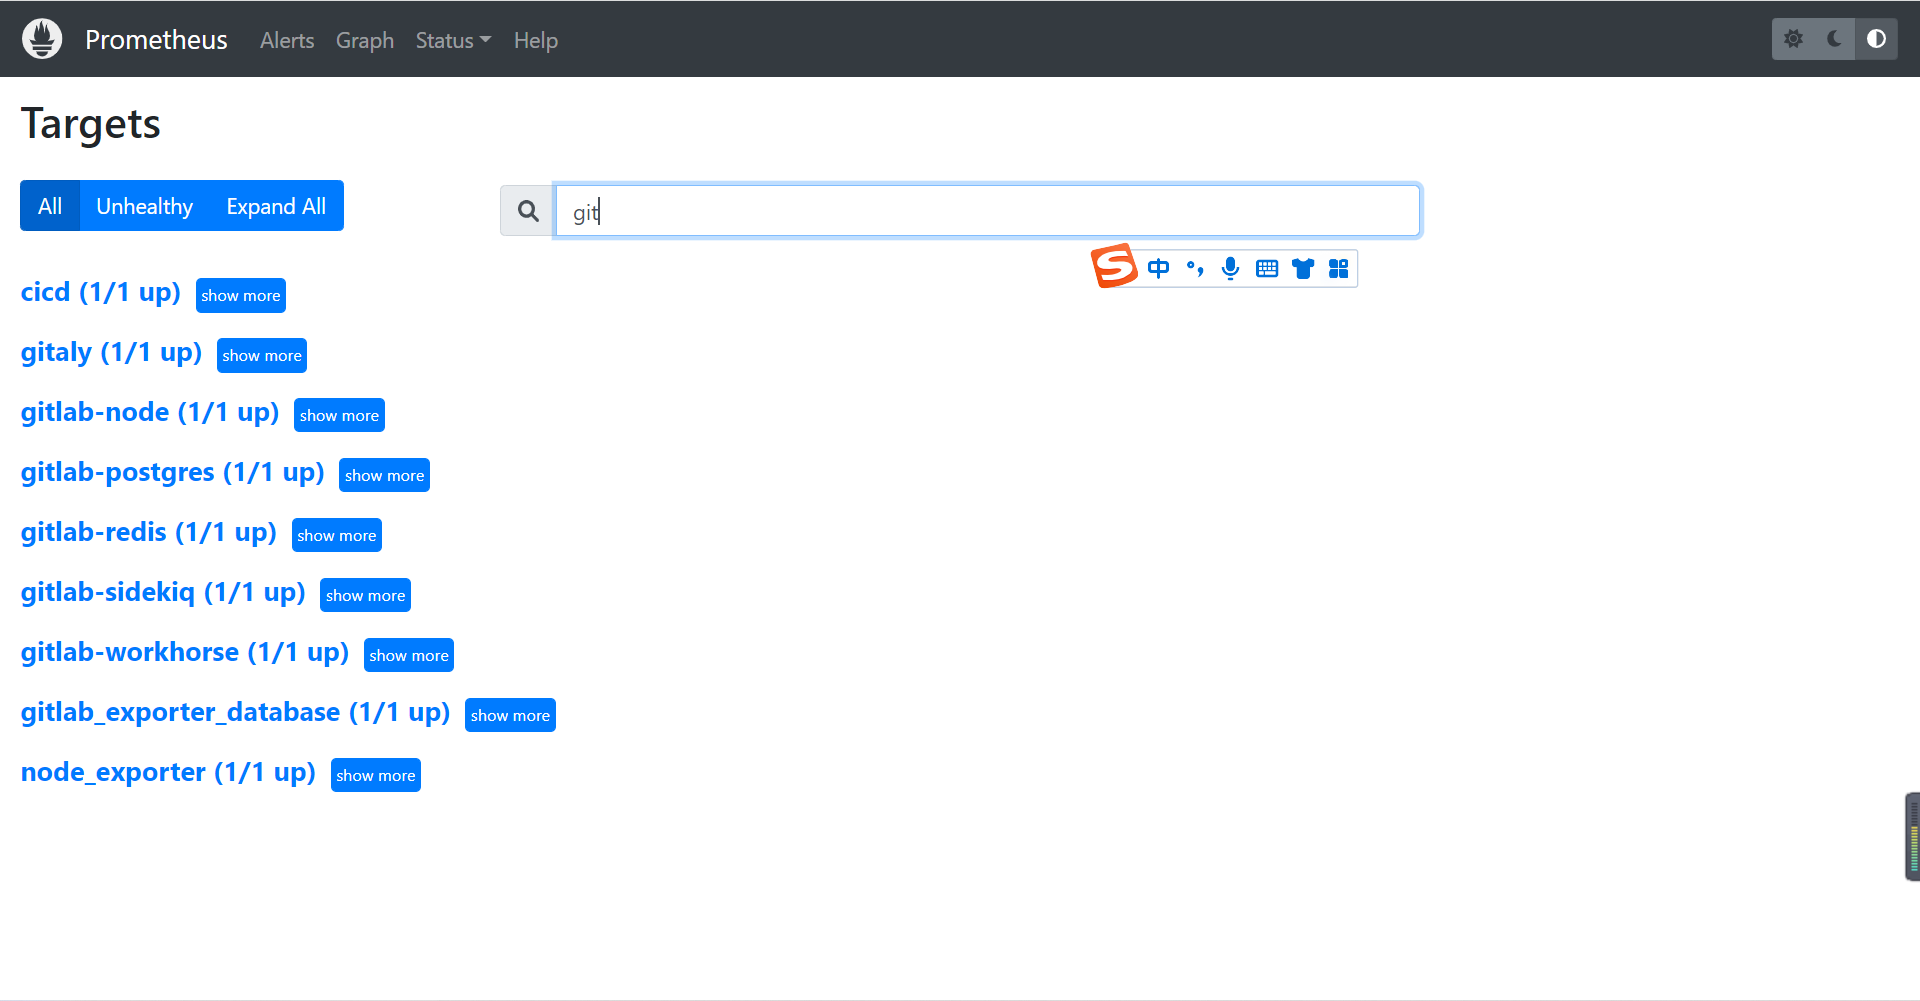 Prometheus Alerts Graph Status Help
Targets
All Unhealthy Expand All
git
中
cicd (1/1 up) show more
gitaly (1/1 up) show more
gitlab-node (1/1 up) show more
gitlab-postgres (1/1 up) show more
gitlab-redis (1/1 up) show more
gitlab-sidekiq (1/1 up) show more
gitlab-workhorse (1/1 up) show more
gitlab_exporter_database (1/1 up) show more
node_exporter (1/1 up) show more